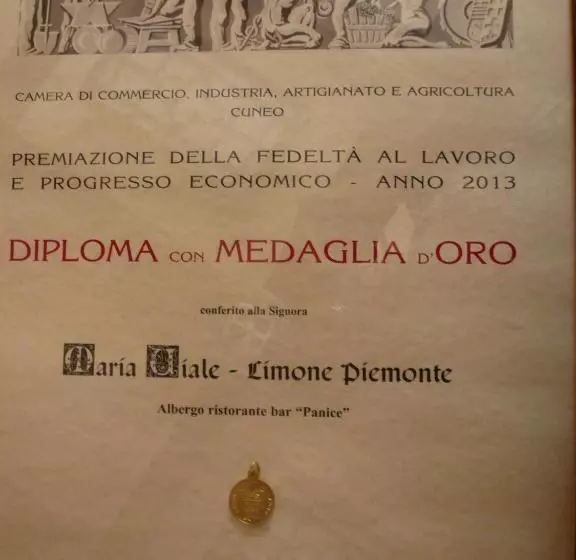 CAMERA DI COMMERCIO, INDUSTRIA, ARTIGIANATO E AGRICOLTURA
CUNEO
PREMIAZIONE DELLA FEDELTÀ AL LAVORO
E PROGRESSO ECONOMICO - ANNO 2013
DIPLOMA CON MEDAGLIA D'ORO
conferito alla Signora
Maria Viale - Limone Piemonte
Albergo ristorante bar “Panice”